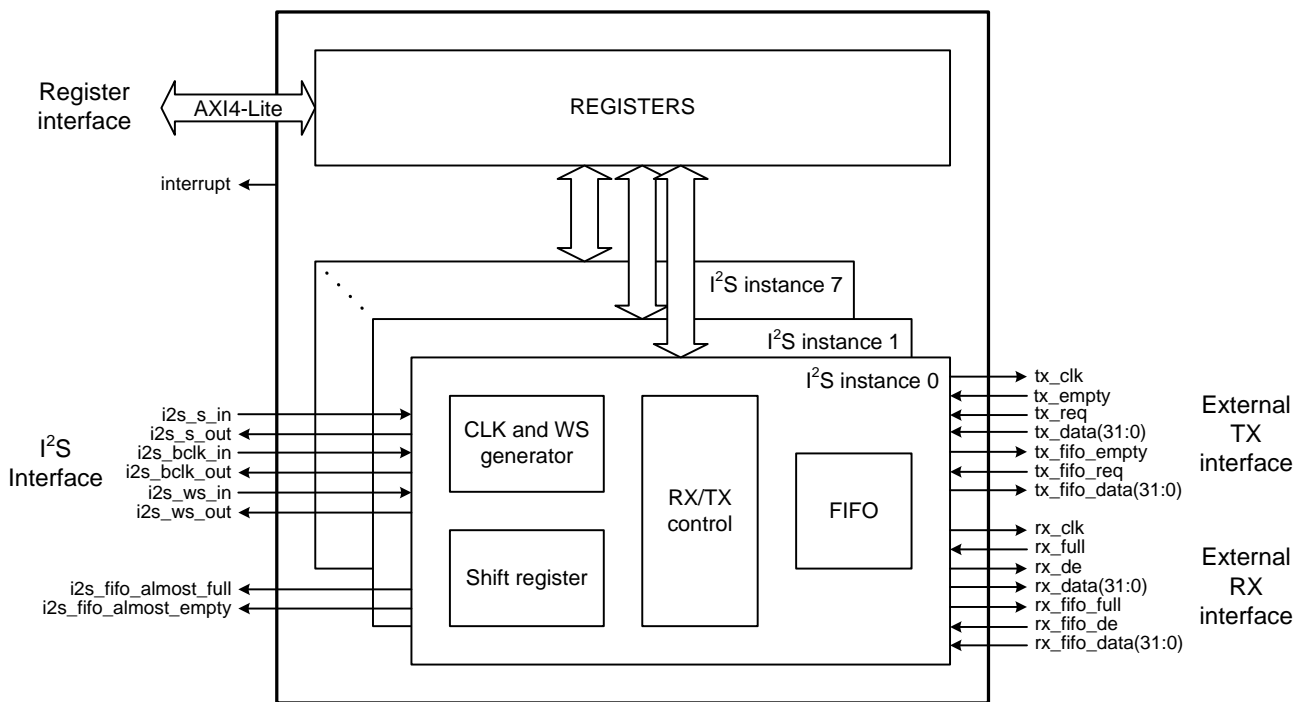 Register
interface
AXI4-Lite
REGISTERS
interrupt
I²S instance 7
I²S instance 1
I²S instance 0
I²S
Interface
i2s_s_in
i2s_s_out
i2s_bclk_in
i2s_bclk_out
i2s_ws_in
i2s_ws_out
i2s_fifo_almost_full
i2s_fifo_almost_empty
CLK and WS
generator
Shift register
RX/TX
control
FIFO
tx_clk
tx_empty
tx_req
tx_data(31:0)
tx_fifo_empty
tx_fifo_req
tx_fifo_data(31:0)
External
TX
interface
rx_clk
rx_full
rx_de
rx_data(31:0)
rx_fifo_full
rx_fifo_de
rx_fifo_data(31:0)
External
RX
interface